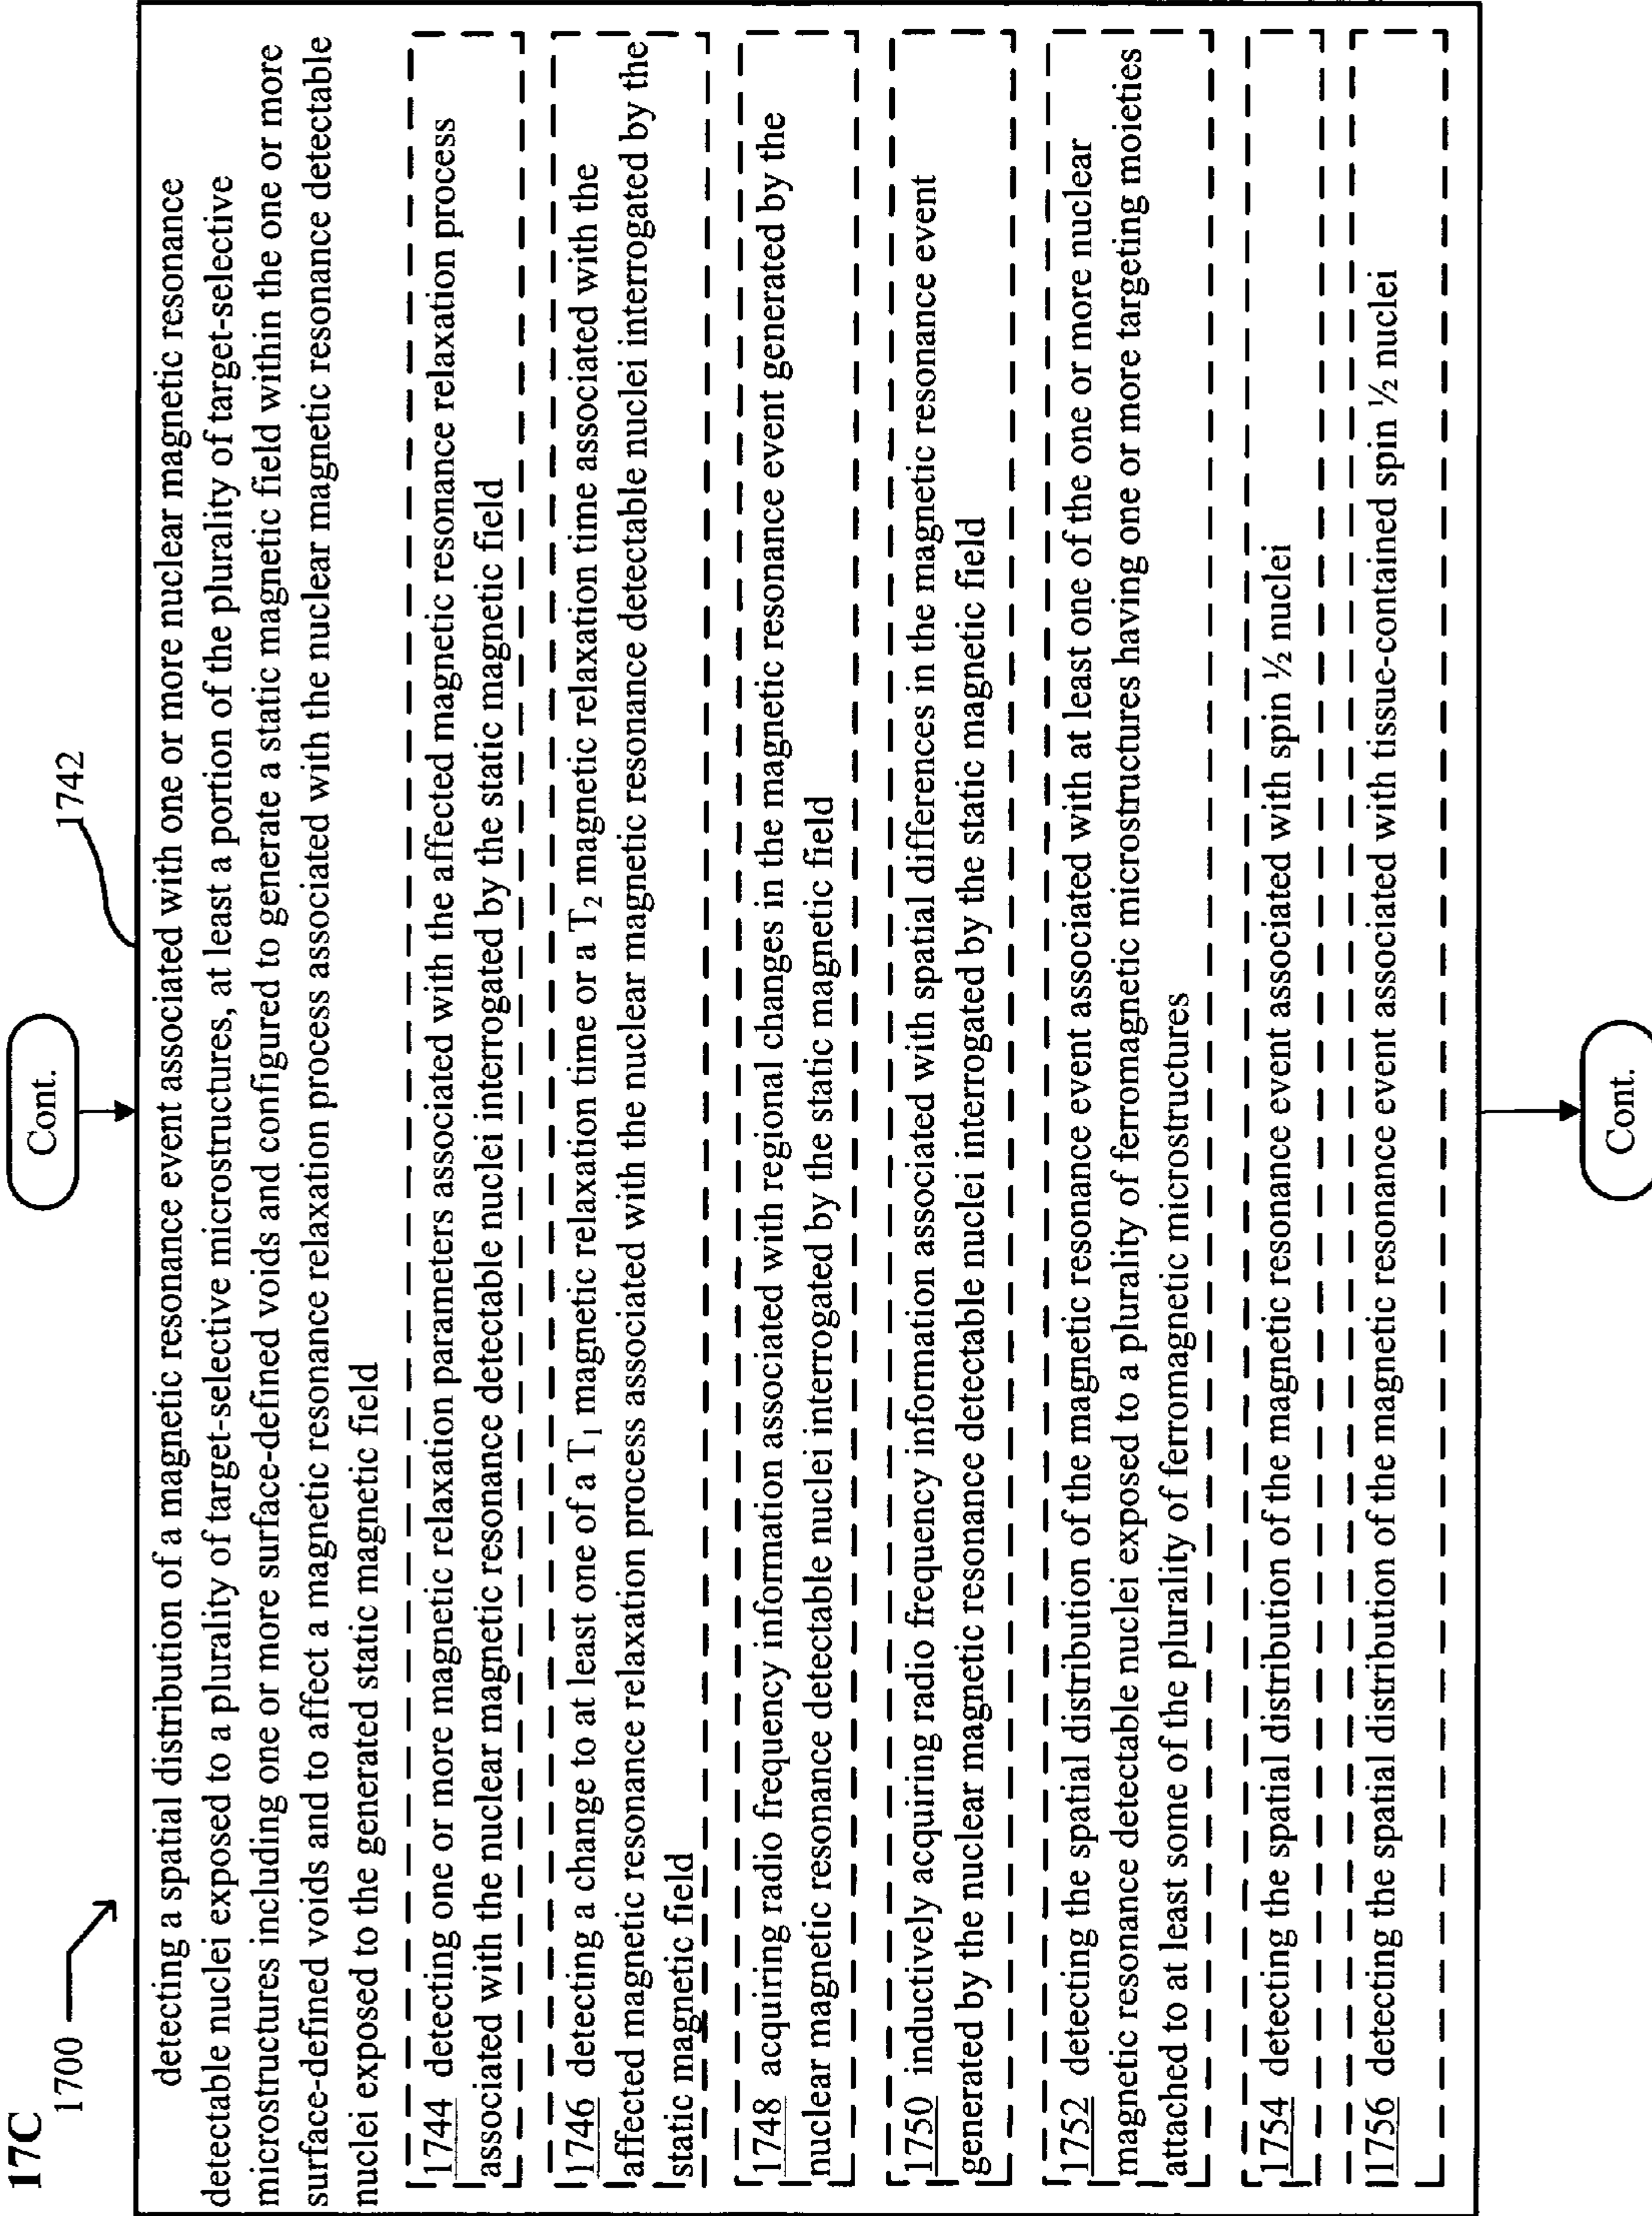 17C
1700
Cont.
1742
detecting a spatial distribution of a magnetic resonance event associated with one or more nuclear magnetic resonance
detectable nuclei exposed to a plurality of target-selective microstructures, at least a portion of the plurality of target-selective
microstructures including one or more surface-defined voids and configured to generate a static magnetic field within the one or more
surface-defined voids and to affect a magnetic resonance relaxation process associated with the nuclear magnetic resonance detectable
nuclei exposed to the generated static magnetic field
1744 detecting one or more magnetic relaxation parameters associated with the affected magnetic resonance relaxation process
associated with the nuclear magnetic resonance detectable nuclei interrogated by the static magnetic field
1746 detecting a change to at least one of a T₁ magnetic relaxation time or a T₂ magnetic relaxation time associated with the
affected magnetic resonance relaxation process associated with the nuclear magnetic resonance detectable nuclei interrogated by the
static magnetic field
1748 acquiring radio frequency information associated with regional changes in the magnetic resonance event generated by the
nuclear magnetic resonance detectable nuclei interrogated by the static magnetic field
1750 inductively acquiring radio frequency information associated with spatial differences in the magnetic resonance event
generated by the nuclear magnetic resonance detectable nuclei interrogated by the static magnetic field
1752 detecting the spatial distribution of the magnetic resonance event associated with at least one of the one or more nuclear
magnetic resonance detectable nuclei exposed to a plurality of ferromagnetic microstructures having one or more targeting moieties
attached to at least some of the plurality of ferromagnetic microstructures
1754 detecting the spatial distribution of the magnetic resonance event associated with spin ½ nuclei
1756 detecting the spatial distribution of the magnetic resonance event associated with tissue-contained spin ½ nuclei
Cont.